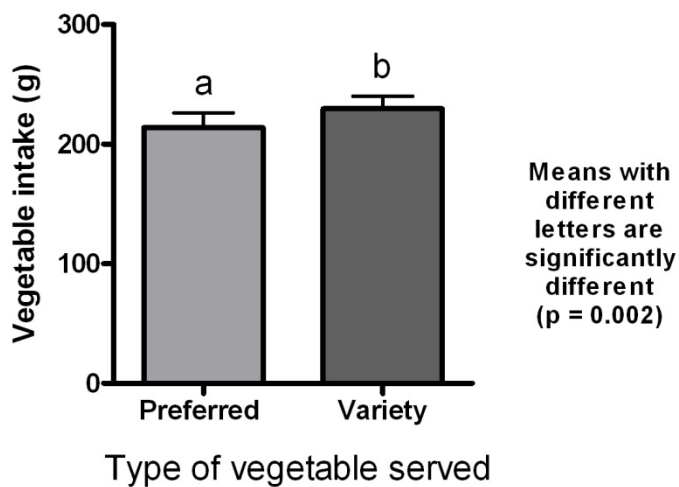 Vegetable intake (g)
300
200
100
0
a
b
Preferred
Variety
Type of vegetable served
Means with
different
letters are
significantly
different
(p = 0.002)